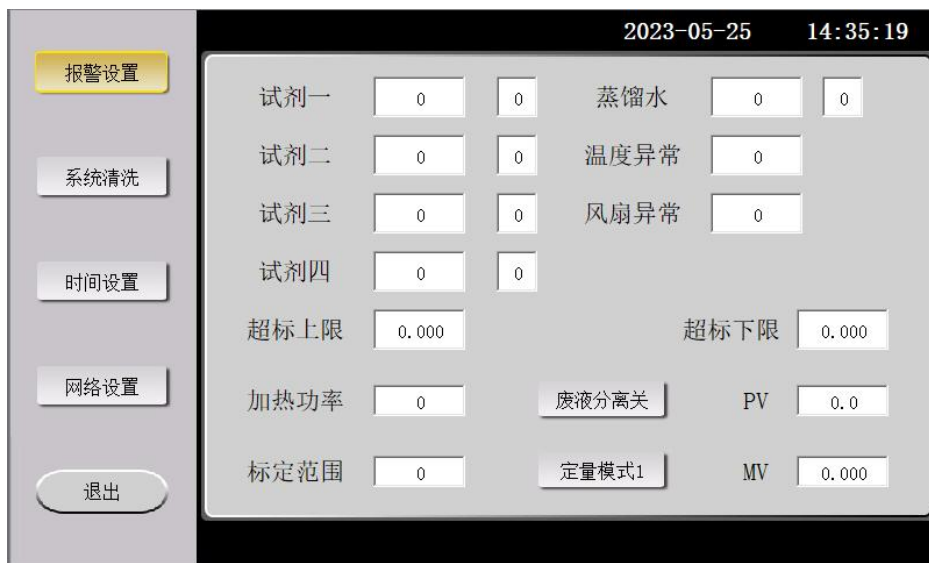 2023-05-25 14:35:19
报警设置
系统清洗
时间设置
网络设置
退出
试剂一 0 0 蒸馏水 0 0
试剂二 0 0 温度异常 0
试剂三 0 0 风扇异常 0
试剂四 0 0
超标上限 0.000 超标下限 0.000
加热功率 0 废液分离关 PV 0.0
标定范围 0 定量模式1 MV 0.000